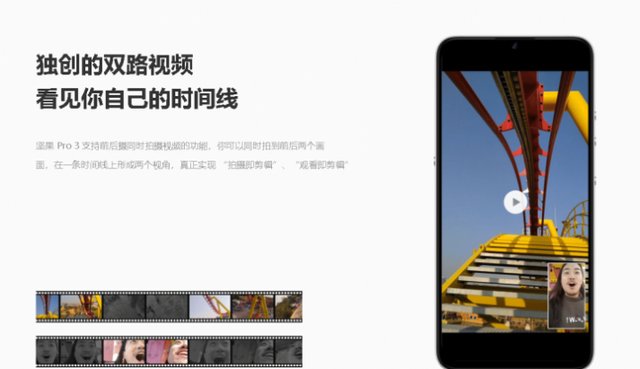 独创的双路视频
看见你自己的时间线
坚果 Pro 3 支持前后摄同时拍摄视频的功能，你可以同时拍到前后两个画
面，在一条时间线上形成两个视角，真正实现 “拍摄即剪辑”、“观看即剪辑”